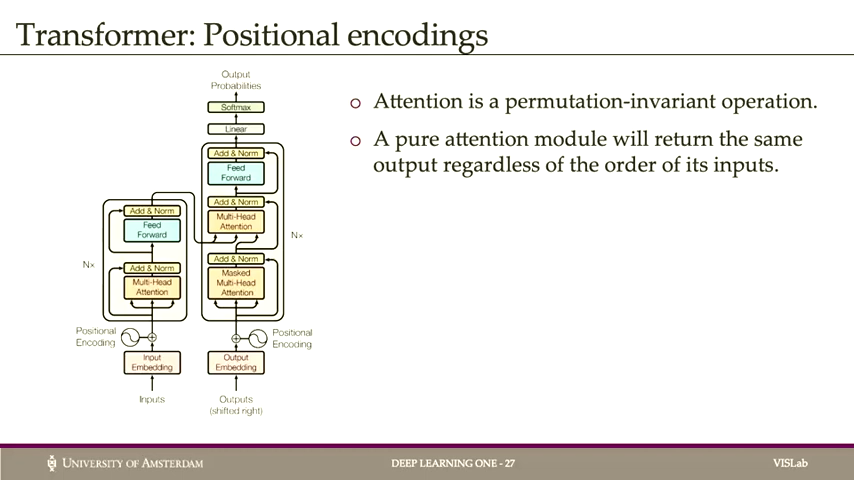 Transformer: Positional encodings
Output
Probabilities
Softmax
Linear
Add & Norm
Feed
Forward
Add & Norm
Multi-Head
Attention
Add & Norm
Masked
Multi-Head
Attention
Nx
Add & Norm
Feed
Forward
Add & Norm
Multi-Head
Attention
Nx
Positional
Encoding
Positional
Encoding
Input
Embedding
Output
Embedding
Inputs
Outputs
(shifted right)
Attention is a permutation-invariant operation.
A pure attention module will return the same
output regardless of the order of its inputs.
UNIVERSITY OF AMSTERDAM
DEEP LEARNING ONE - 27
VISLab